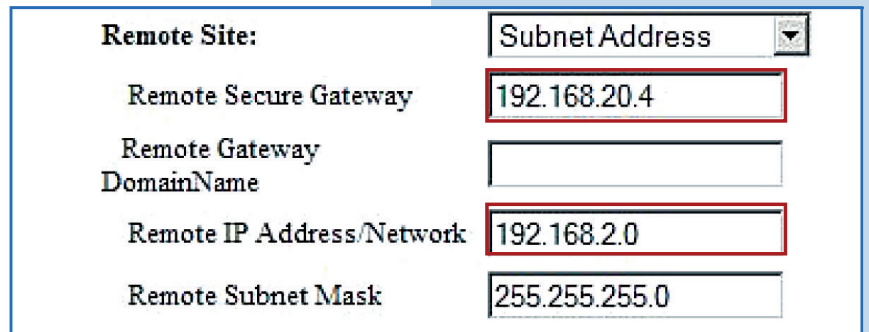 Remote Site: Subnet Address
Remote Secure Gateway 192.168.20.4
Remote Gateway
DomainName
Remote IP Address/Network 192.168.2.0
Remote Subnet Mask 255.255.255.0